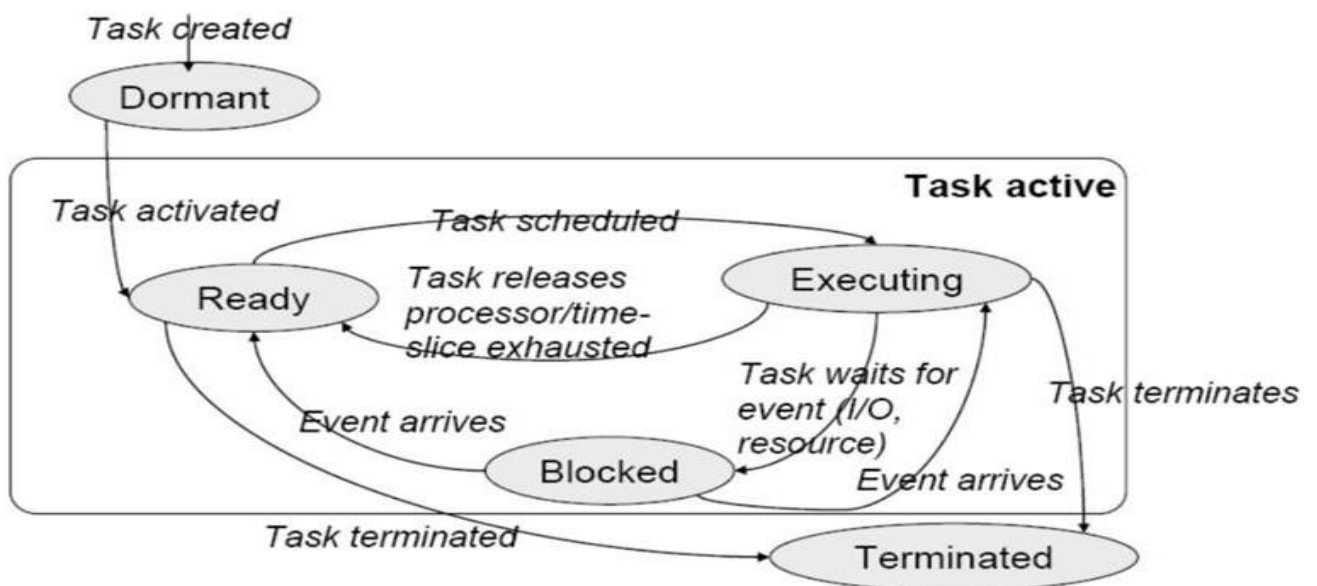 Task created
Dormant
Task active
Task activated
Task scheduled
Ready
Task releases
processor/time-
slice exhausted
Executing
Task waits for
event (I/O,
resource)
Task terminates
Event arrives
Blocked
Event arrives
Task terminated
Terminated